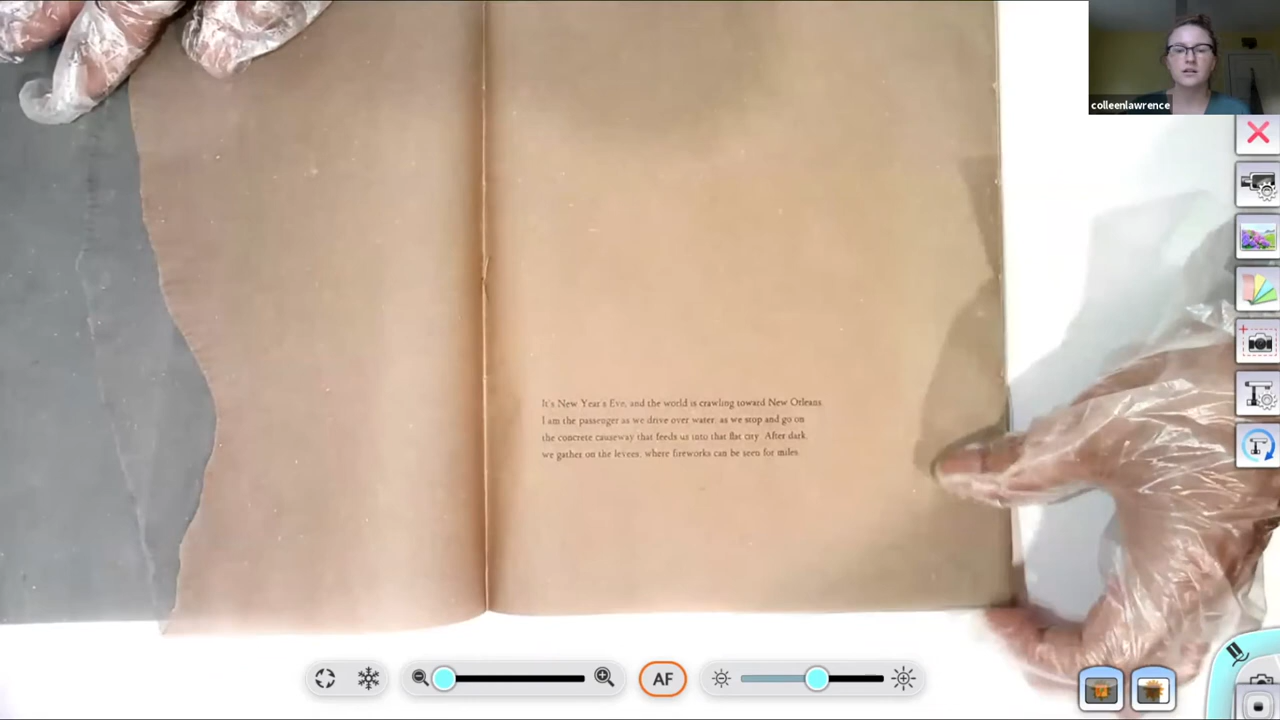 colleenlawrence
It's New Year's Eve, and the world is crawling toward New Orleans.
I am the passenger as we drive over water, as we stop and go on
the concrete causeway that feeds us into that flat city. After dark,
we gather on the levees, where fireworks can be seen for miles.
AF